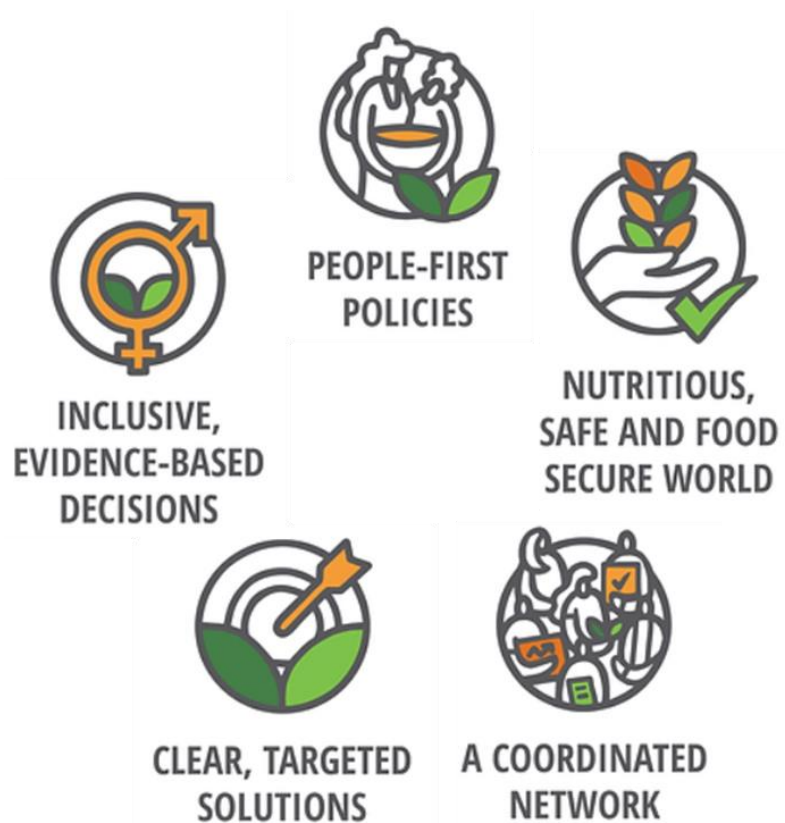 PEOPLE-FIRST
POLICIES
INCLUSIVE,
EVIDENCE-BASED
DECISIONS
NUTRITIOUS,
SAFE AND FOOD
SECURE WORLD
CLEAR, TARGETED
SOLUTIONS
A COORDINATED
NETWORK